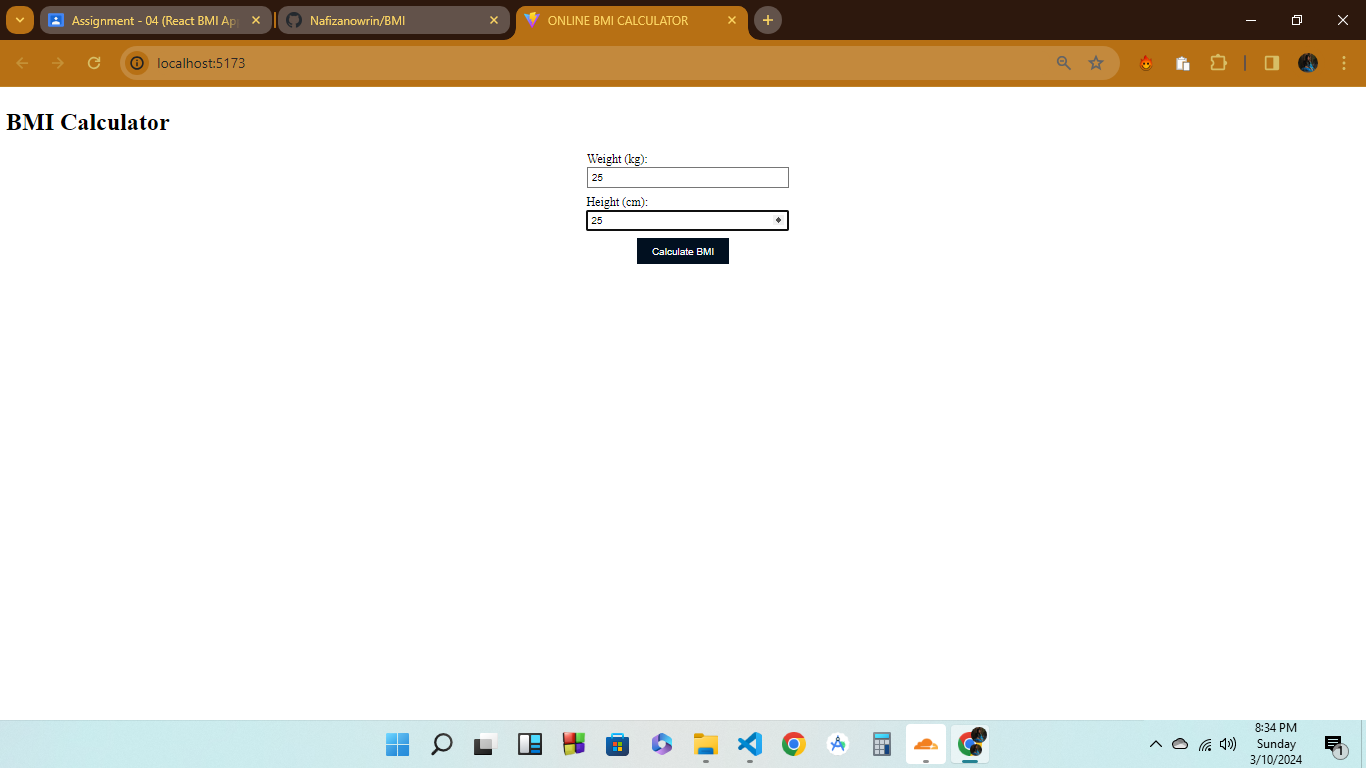 Assignment - 04 (React BMI Ap
Nafizanowrin/BMI
ONLINE BMI CALCULATOR
localhost:5173
BMI Calculator
Weight (kg):
25
Height (cm):
25
Calculate BMI
8:34 PM
Sunday
3/10/2024
1